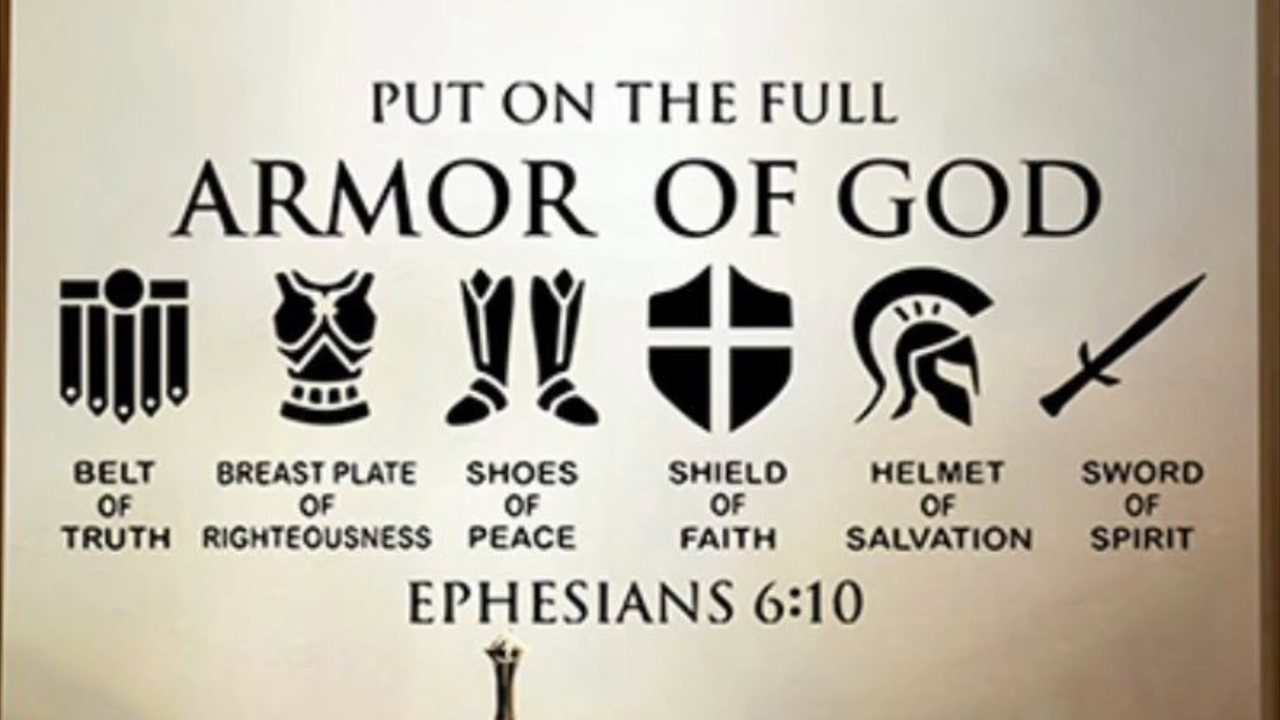 PUT ON THE FULL
ARMOR OF GOD
BELT
OF
TRUTH
BREAST PLATE
OF
RIGHTEOUSNESS
SHOES
OF
PEACE
SHIELD
OF
FAITH
HELMET
OF
SALVATION
SWORD
OF
SPIRIT
EPHESIANS 6:10